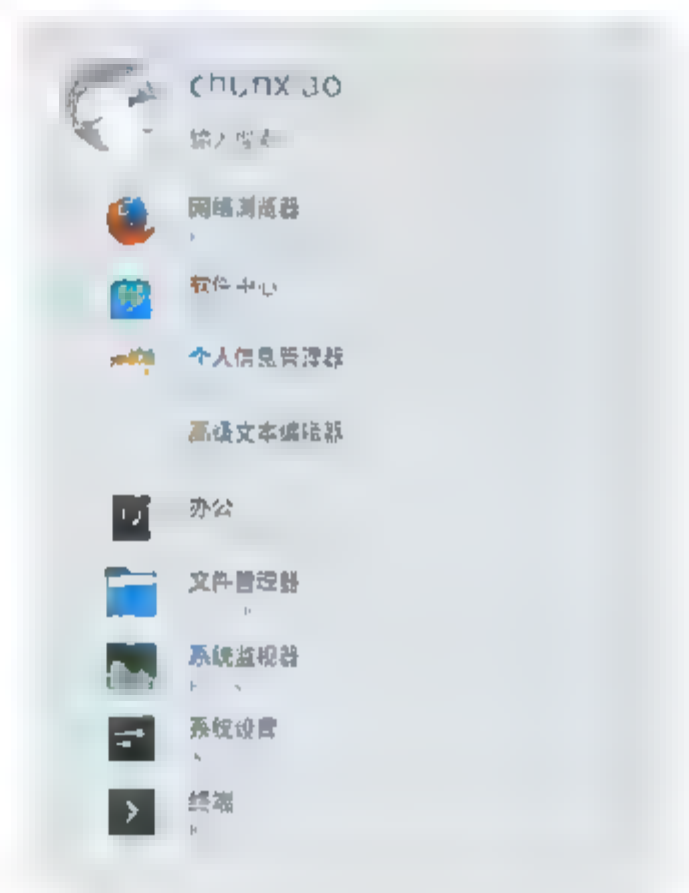 网络浏览器
软件中心
个人信息管理器
高级文本编辑器
办公
文件管理器
系统监视器
系统设置
终端